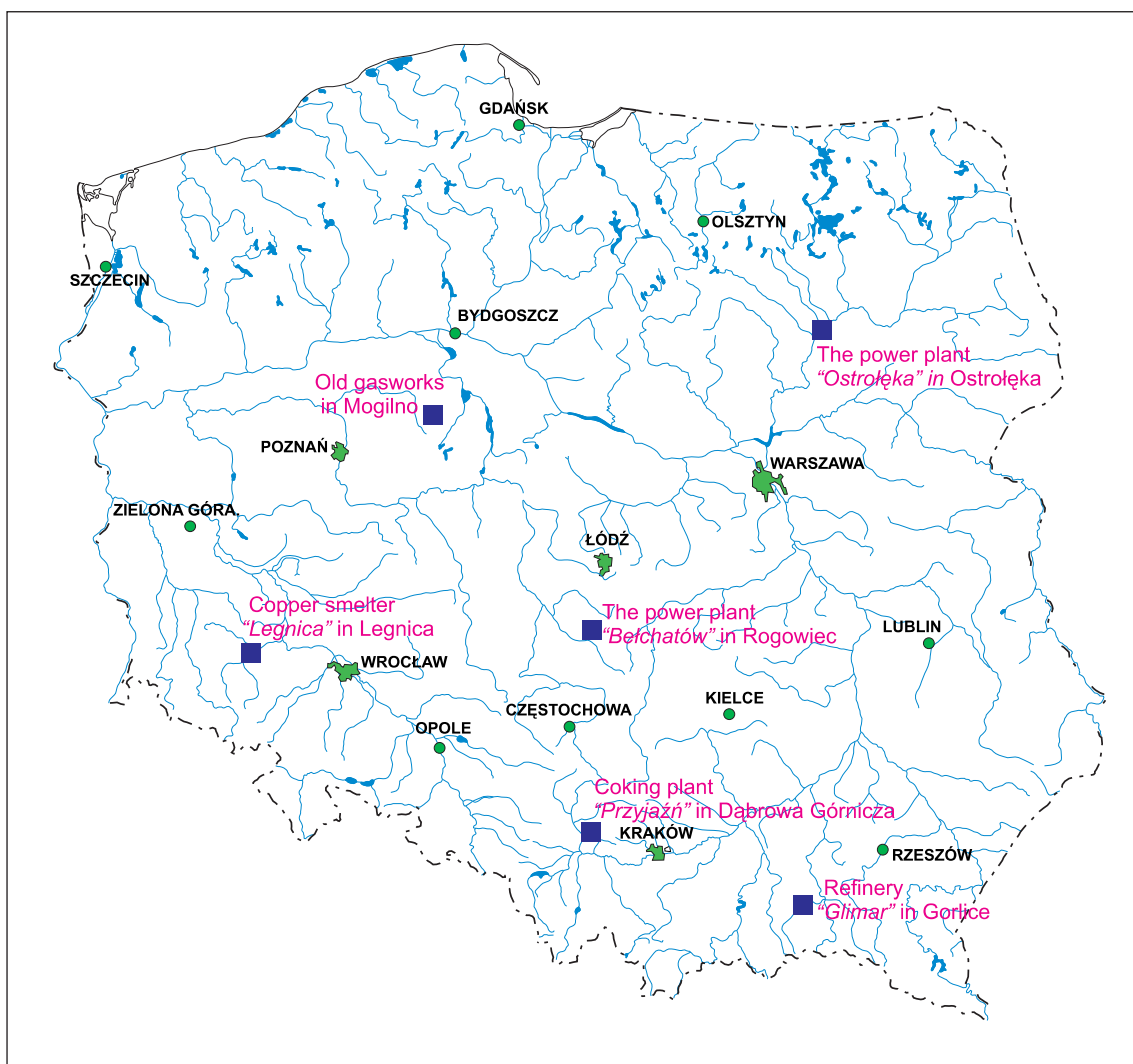 GDAŃSK
OLSZTYN
SZCZECIN
BYDGOSZCZ
The power plant
“Ostrołęka” in Ostrołęka
Old gasworks
in Mogilno
POZNAŃ
WARSZAWA
ZIELONA GÓRA
ŁÓDŹ
Copper smelter
“Legnica” in Legnica
The power plant
“Bełchatów” in Rogowiec
LUBLIN
WROCŁAW
KIELCE
CZĘSTOCHOWA
OPOLE
Coking plant
“Przyjaźń” in Dąbrowa Górnicza
KRAKÓW
RZESZÓW
Refinery
“Glimar” in Gorlice